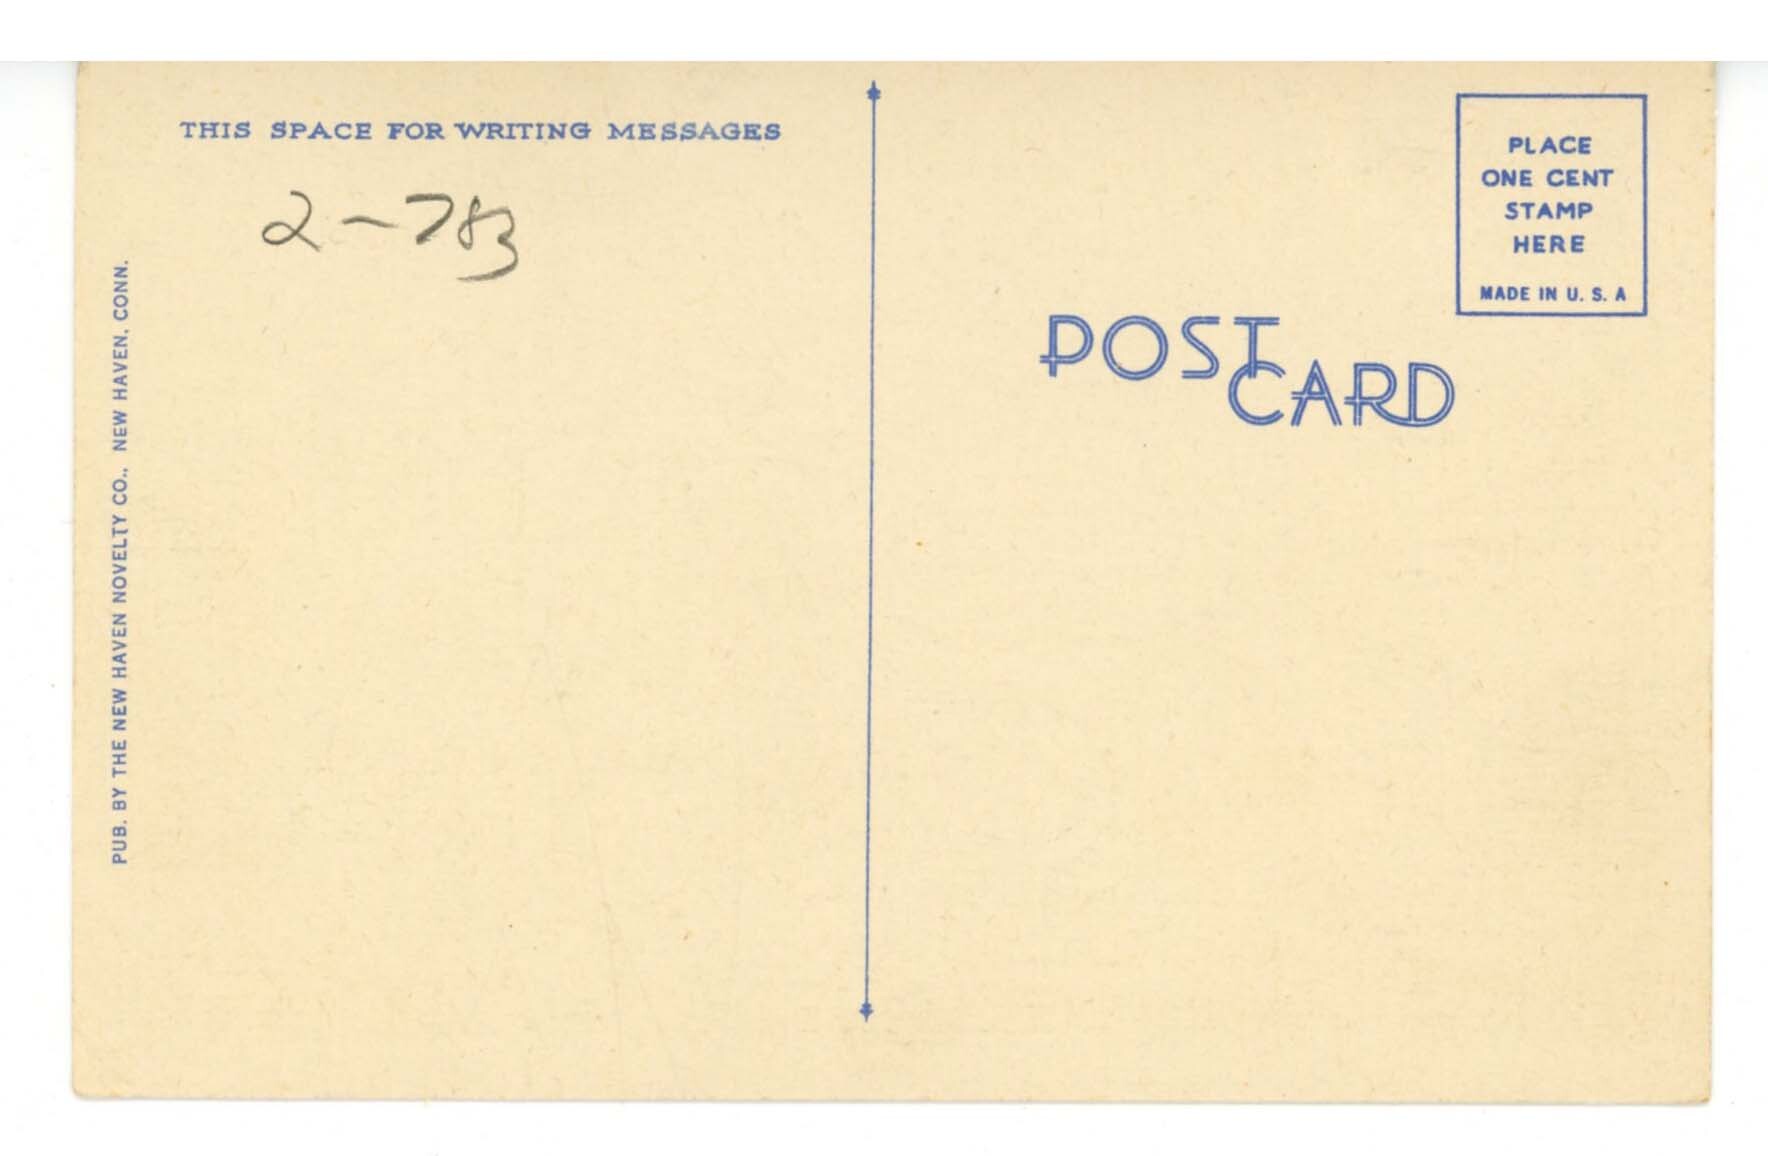 THIS SPACE FOR WRITING MESSAGES
2-783
PUB. BY THE NEW HAVEN NOVELTY CO., NEW HAVEN, CONN.
PLACE
ONE CENT
STAMP
HERE
MADE IN U. S. A
POST
CARD